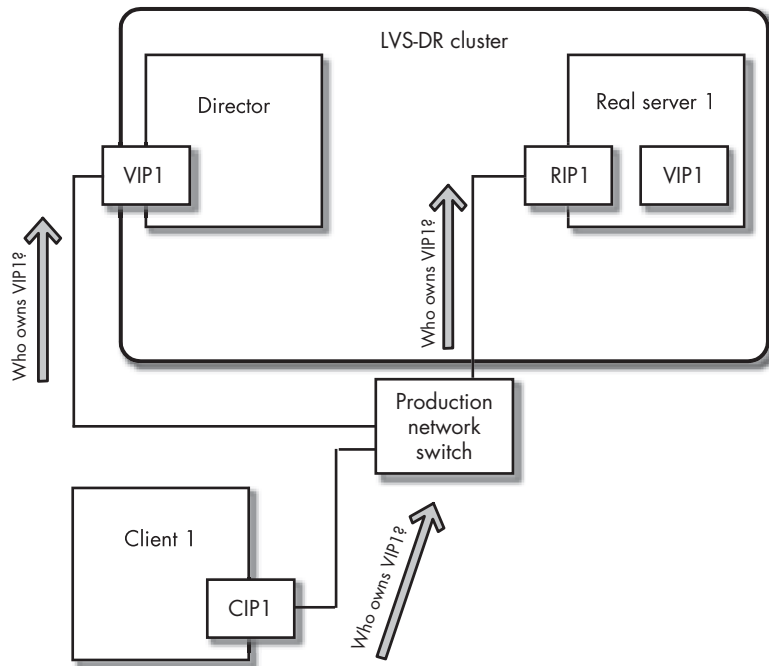 LVS-DR cluster
Director
Real server 1
VIP1
RIP1
VIP1
Who owns VIP1?
Who owns VIP1?
Production
network
switch
Client 1
Who owns VIP1?
CIP1